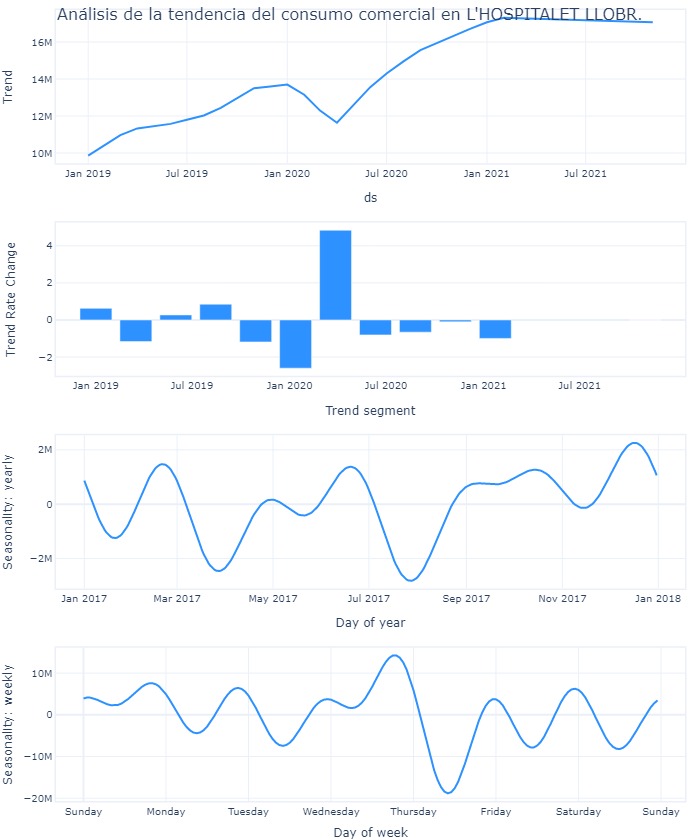 Análisis de la tendencia del consumo comercial en L'HOSPITALET LLOBR.
Trend
16M
14M
12M
10M
Jan 2019 Jul 2019 Jan 2020 Jul 2020 Jan 2021 Jul 2021
ds
Trend Rate Change
4
2
0
−2
Jan 2019 Jul 2019 Jan 2020 Jul 2020 Jan 2021 Jul 2021
Trend segment
Seasonality: yearly
2M
0
−2M
Jan 2017 Mar 2017 May 2017 Jul 2017 Sep 2017 Nov 2017 Jan 2018
Day of year
Seasonality: weekly
10M
0
−10M
−20M
Sunday Monday Tuesday Wednesday Thursday Friday Saturday Sunday
Day of week